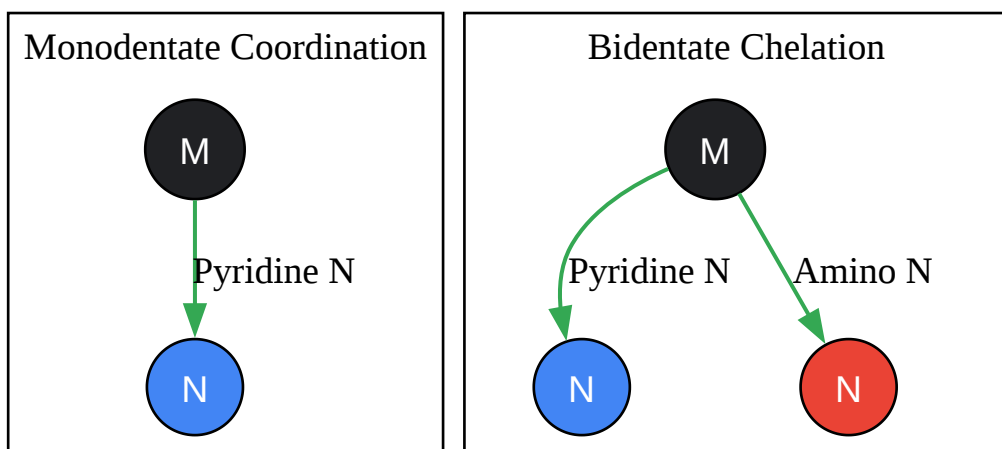 Monodentate Coordination
M
Pyridine N
N
Bidentate Chelation
M
Pyridine N
Amino N
N
N